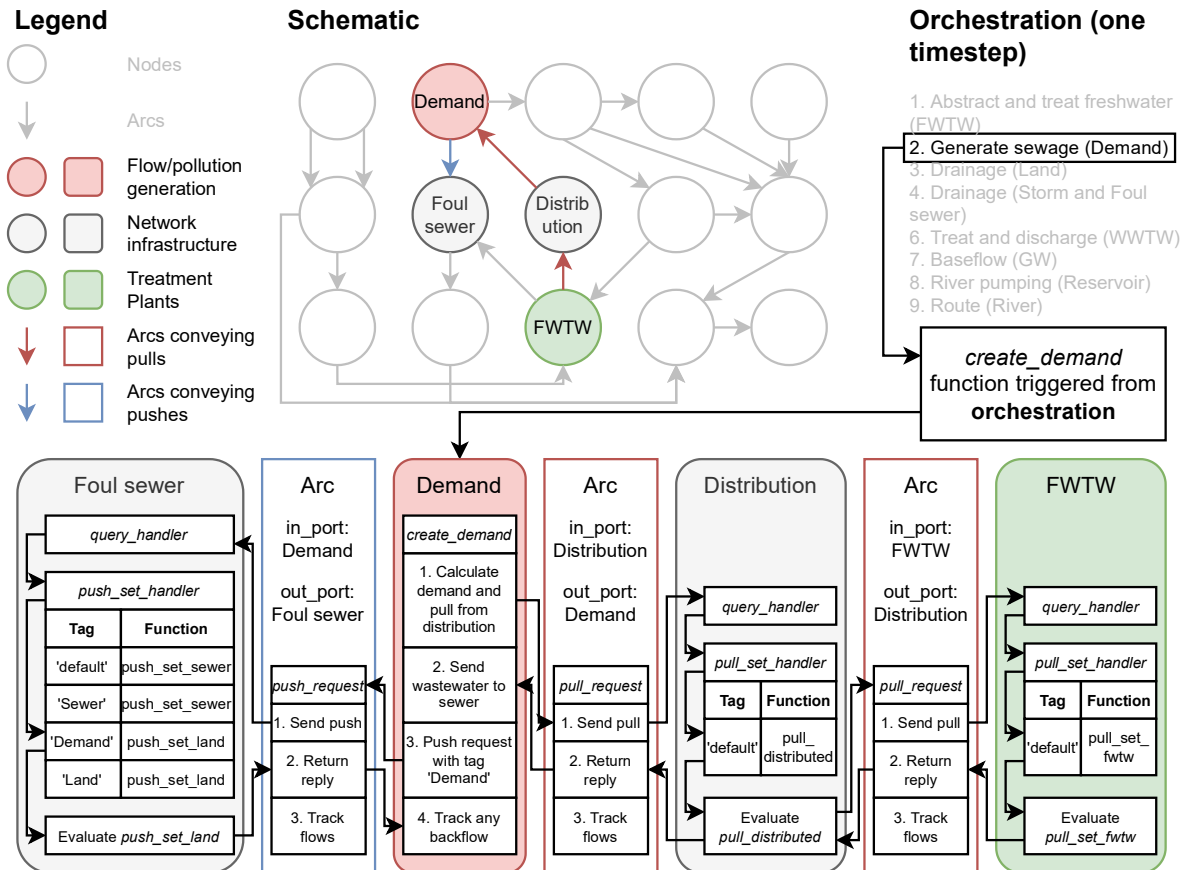 Legend
Nodes
Arcs
Flow/pollution
generation
Network
infrastructure
Treatment
Plants
Arcs conveying
pulls
Arcs conveying
pushes
Schematic
Demand
Foul
sewer
Distrib
ution
FWTW
Orchestration (one
timestep)
1. Abstract and treat freshwater
(FWTW)
2. Generate sewage (Demand)
3. Drainage (Land)
4. Drainage (Storm and Foul
sewer)
6. Treat and discharge (WWTW)
7. Baseflow (GW)
8. River pumping (Reservoir)
9. Route (River)
create_demand
function triggered from
orchestration
Foul sewer
query_handler
push_set_handler
Tag Function
'default' push_set_sewer
'Sewer' push_set_sewer
'Demand' push_set_land
'Land' push_set_land
Evaluate push_set_land
Arc
in_port:
Demand
out_port:
Foul sewer
push_request
1. Send push
2. Return
reply
3. Track
flows
Demand
create_demand
1. Calculate
demand and
pull from
distribution
2. Send
wastewater to
sewer
3. Push request
with tag
'Demand'
4. Track any
backflow
Arc
in_port:
Distribution
out_port:
Demand
pull_request
1. Send pull
2. Return
reply
3. Track
flows
Distribution
query_handler
pull_set_handler
Tag Function
'default' pull_
distributed
Evaluate
pull_distributed
Arc
in_port:
FWTW
out_port:
Distribution
pull_request
1. Send pull
2. Return
reply
3. Track
flows
FWTW
query_handler
pull_set_handler
Tag Function
'default' pull_set_
fwtw
Evaluate
pull_set_fwtw